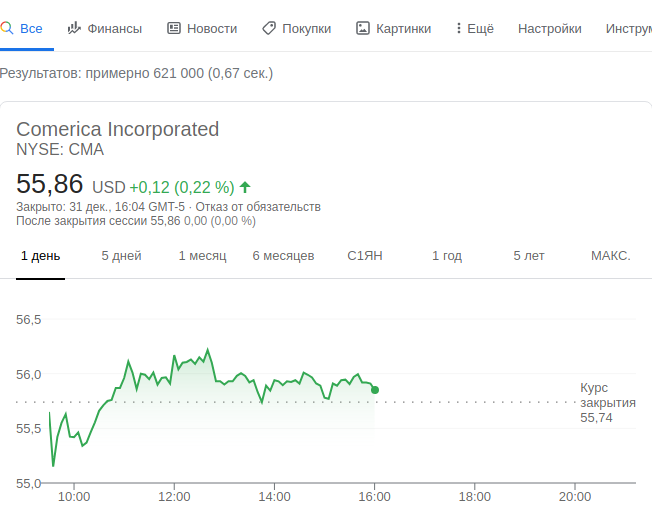 Все Финансы Новости Покупки Картинки Ещё Настройки Инструм
Результатов: примерно 621 000 (0,67 сек.)
Comerica Incorporated
NYSE: CMA
55,86 USD +0,12 (0,22 %)
Закрыто: 31 дек., 16:04 GMT-5 · Отказ от обязательств
После закрытия сессии 55,86 0,00 (0,00 %)
1 день 5 дней 1 месяц 6 месяцев С1ЯН 1 год 5 лет МАКС.
56,5
56,0
55,5
55,0
Курс
закрытия
55,74
10:00 12:00 14:00 16:00 18:00 20:00